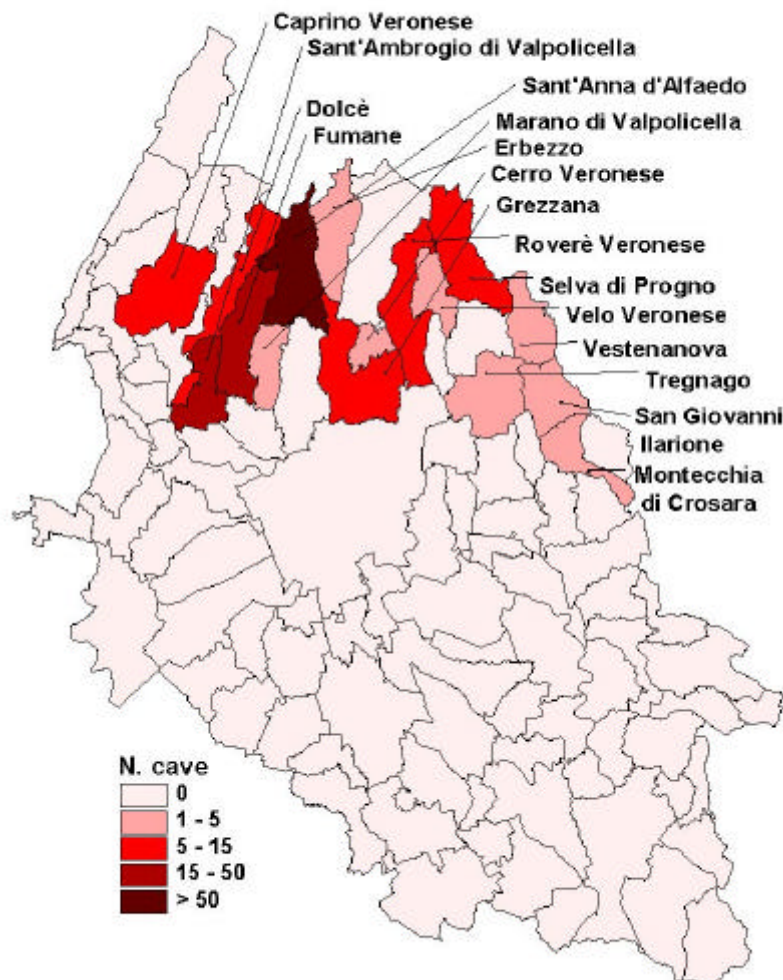 Caprino Veronese
Sant'Ambrogio di Valpolicella
Sant'Anna d'Alfaedo
Dolcè
Marano di Valpolicella
Fumane
Erbezzo
Cerro Veronese
Grezzana
Roverè Veronese
Selva di Progno
Velo Veronese
Vestenanova
Tregnago
San Giovanni
Ilarione
Montecchia
di Crosara
N. cave
0
1 - 5
5 - 15
15 - 50
> 50